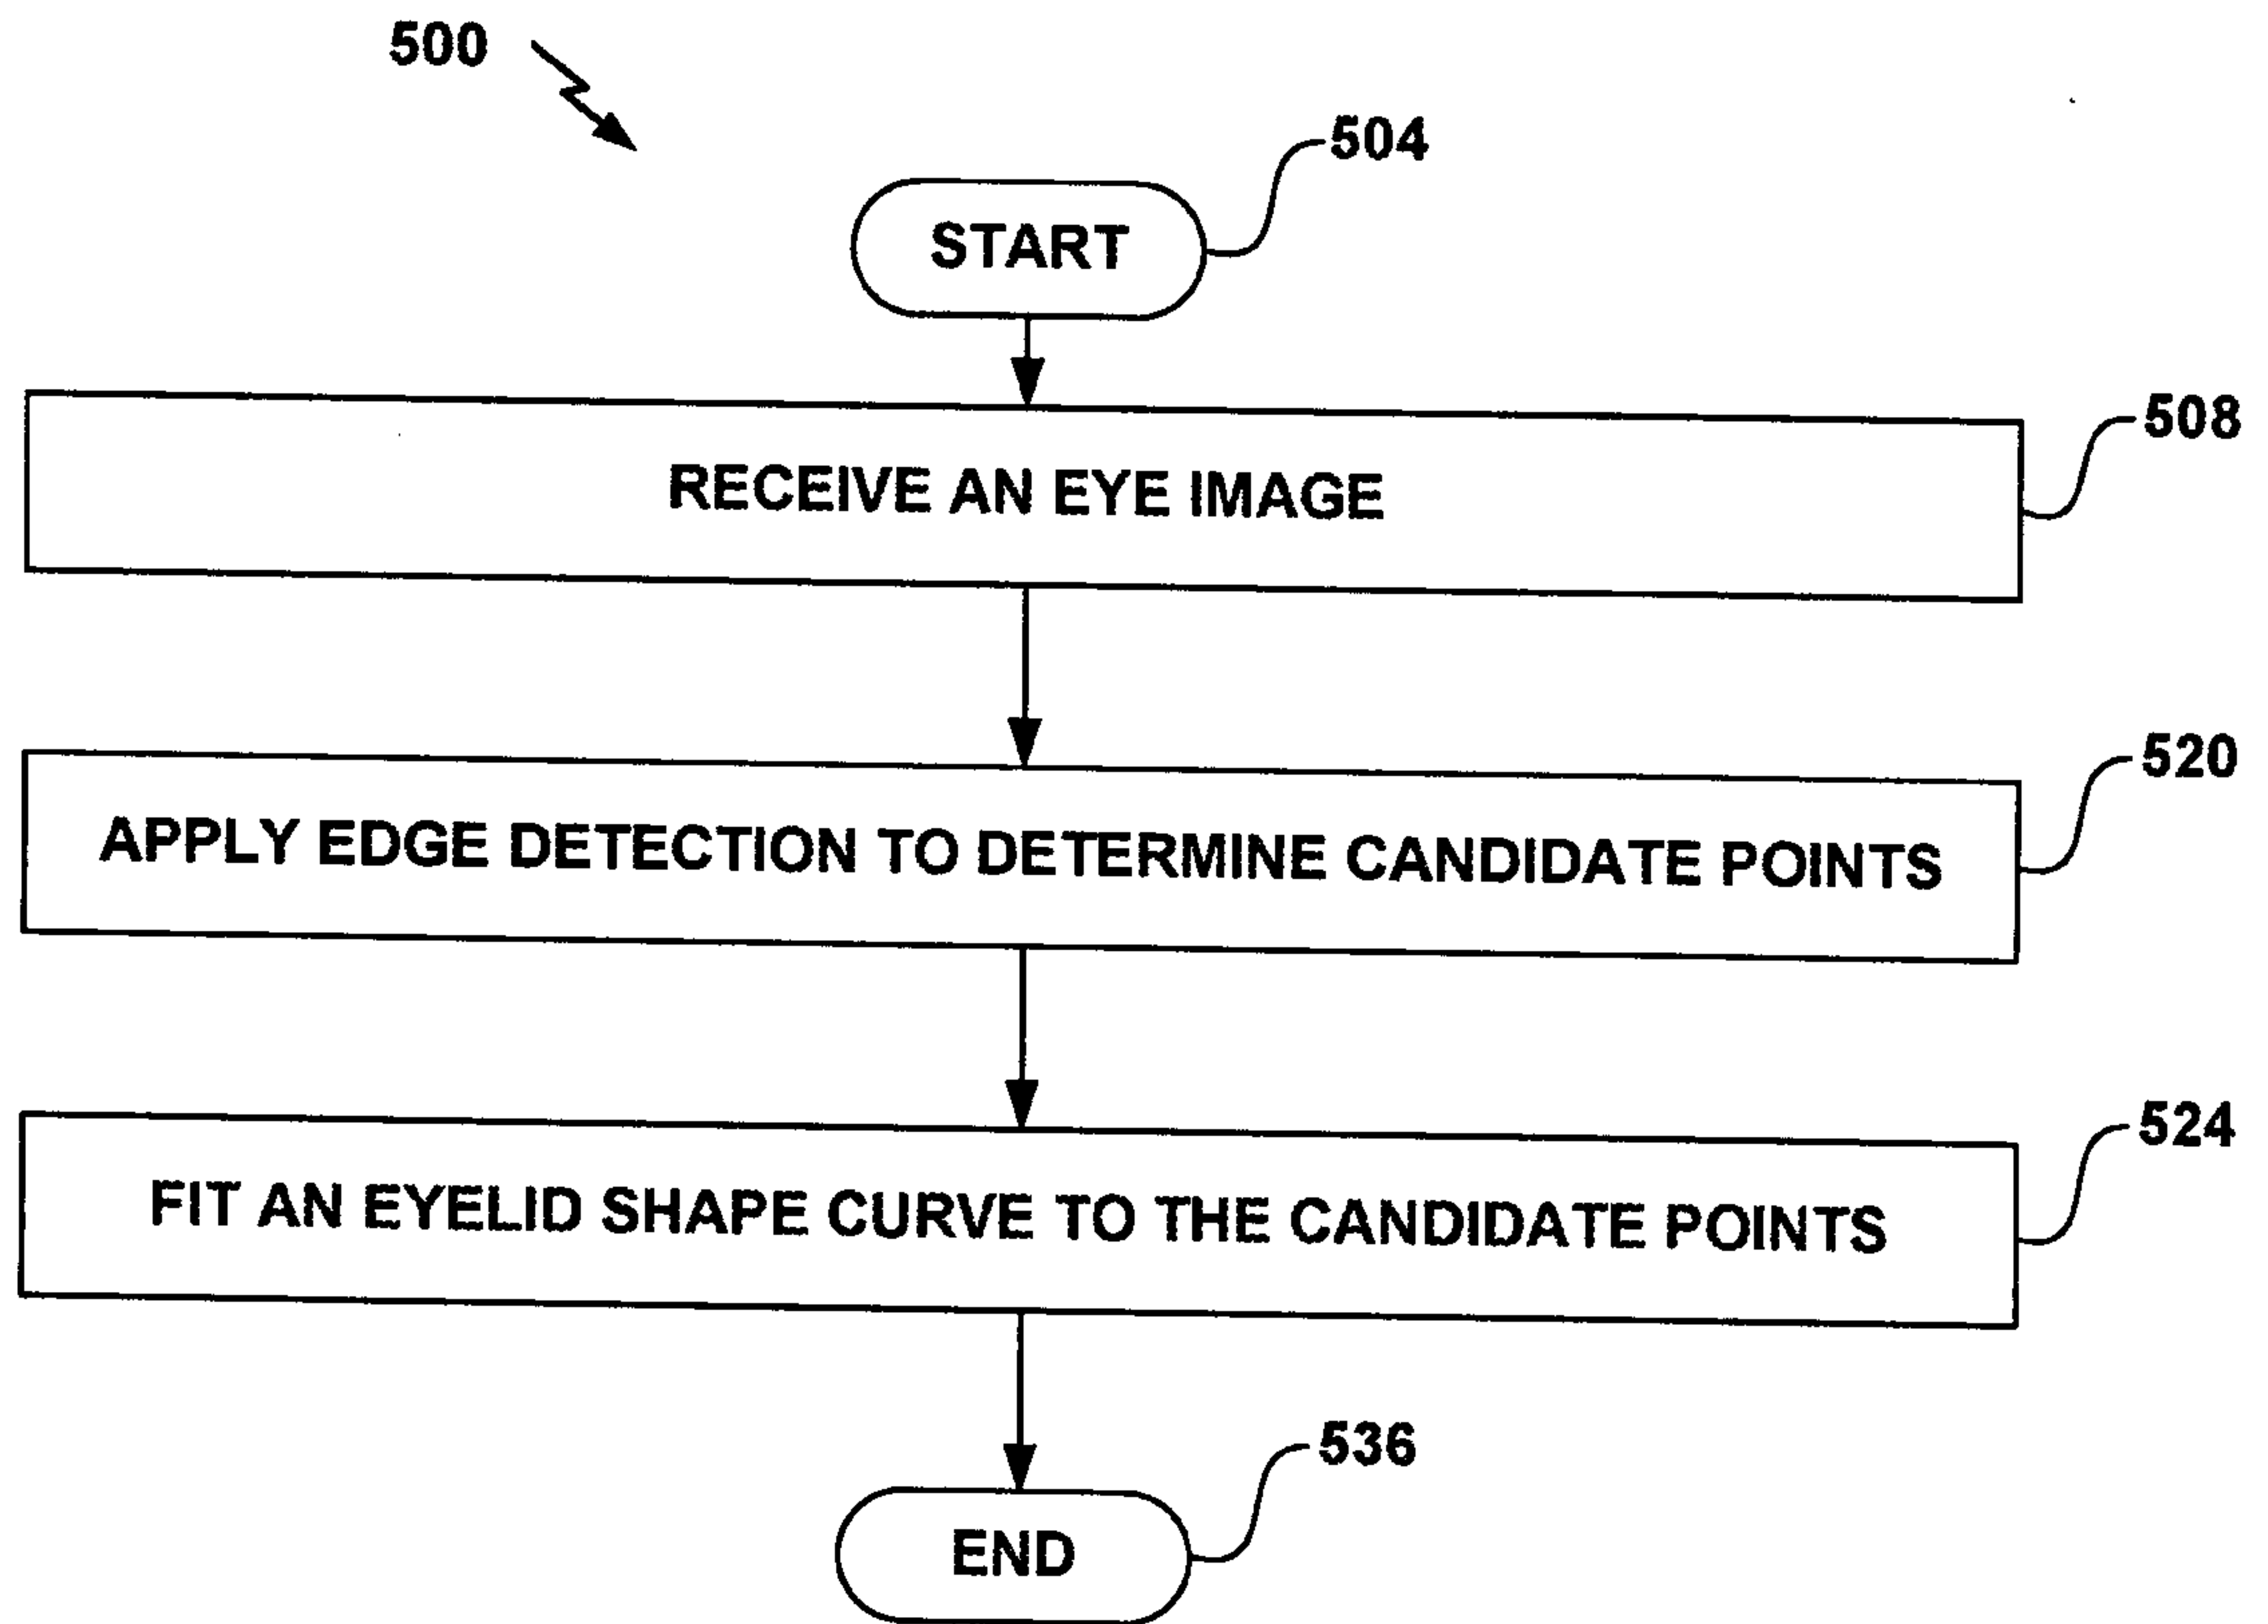 500
504
START
508
RECEIVE AN EYE IMAGE
520
APPLY EDGE DETECTION TO DETERMINE CANDIDATE POINTS
524
FIT AN EYELID SHAPE CURVE TO THE CANDIDATE POINTS
536
END